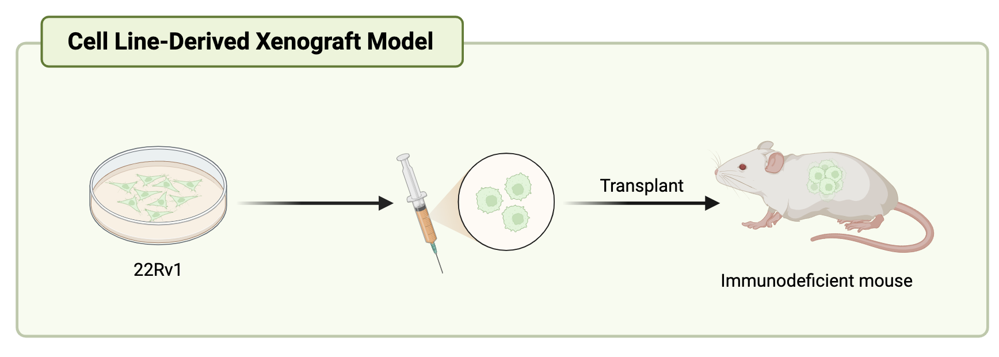 Cell Line-Derived Xenograft Model
Transplant
22Rv1
Immunodeficient mouse